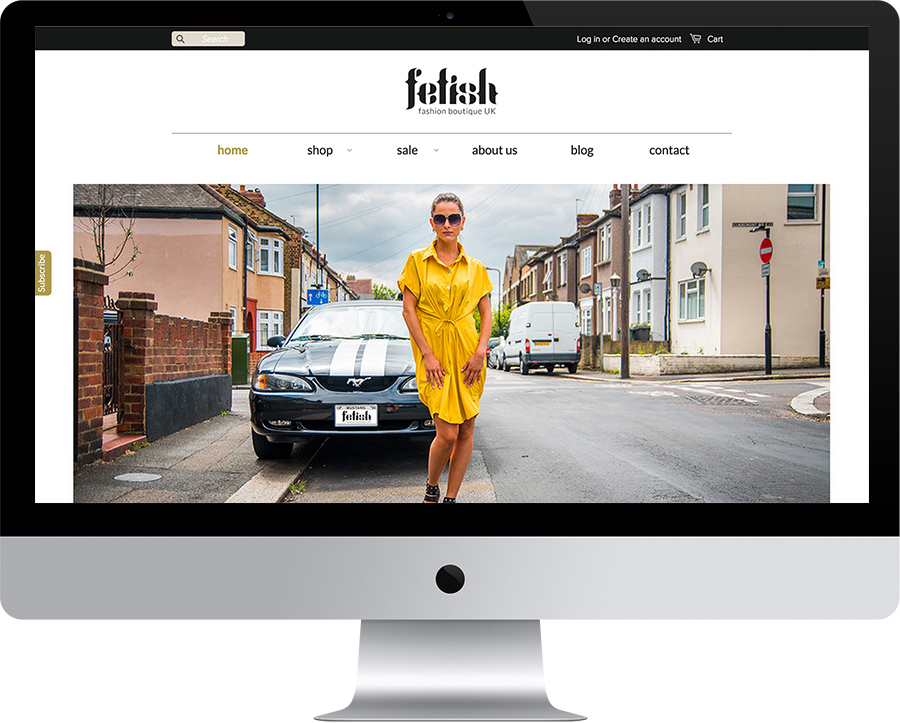 Search
Log in or Create an account Cart
fetish
fashion boutique UK
home shop sale about us blog contact
Subscribe
MUSTANG
fetish